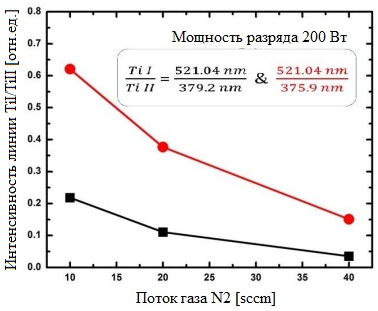 Мощность разряда 200 Вт
Ti I / Ti II = 521.04 nm / 379.2 nm & 521.04 nm / 375.9 nm
Интенсивность линии TiI/TiII [отн.ед.]
0.8
0.7
0.6
0.5
0.4
0.3
0.2
0.1
0.0
10 15 20 25 30 35 40
Поток газа N2 [sccm]